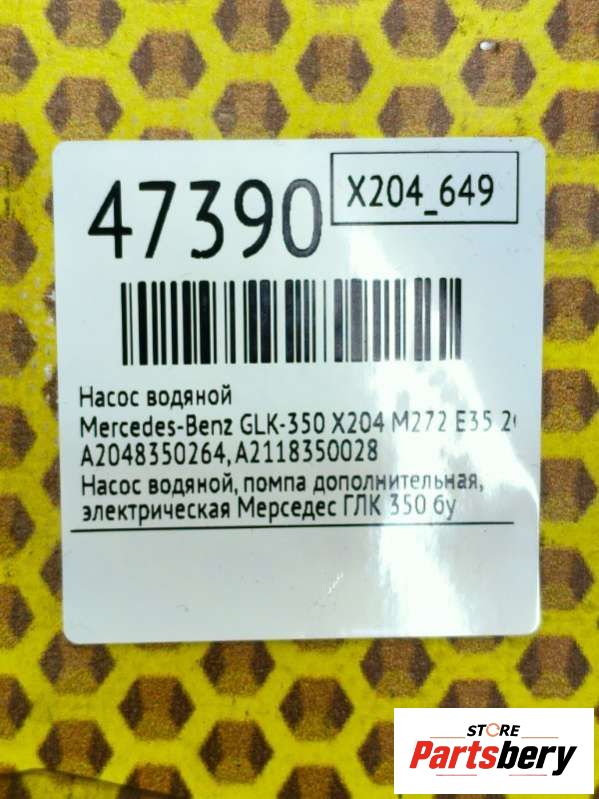 47390
X204_649
Насос водяной
Mercedes-Benz GLK-350 X204 M272 E35
A2048350264, A2118350028
Насос водяной, помпа дополнительная,
электрическая Мерседес ГЛК 350 бу
STORE
Partsbery